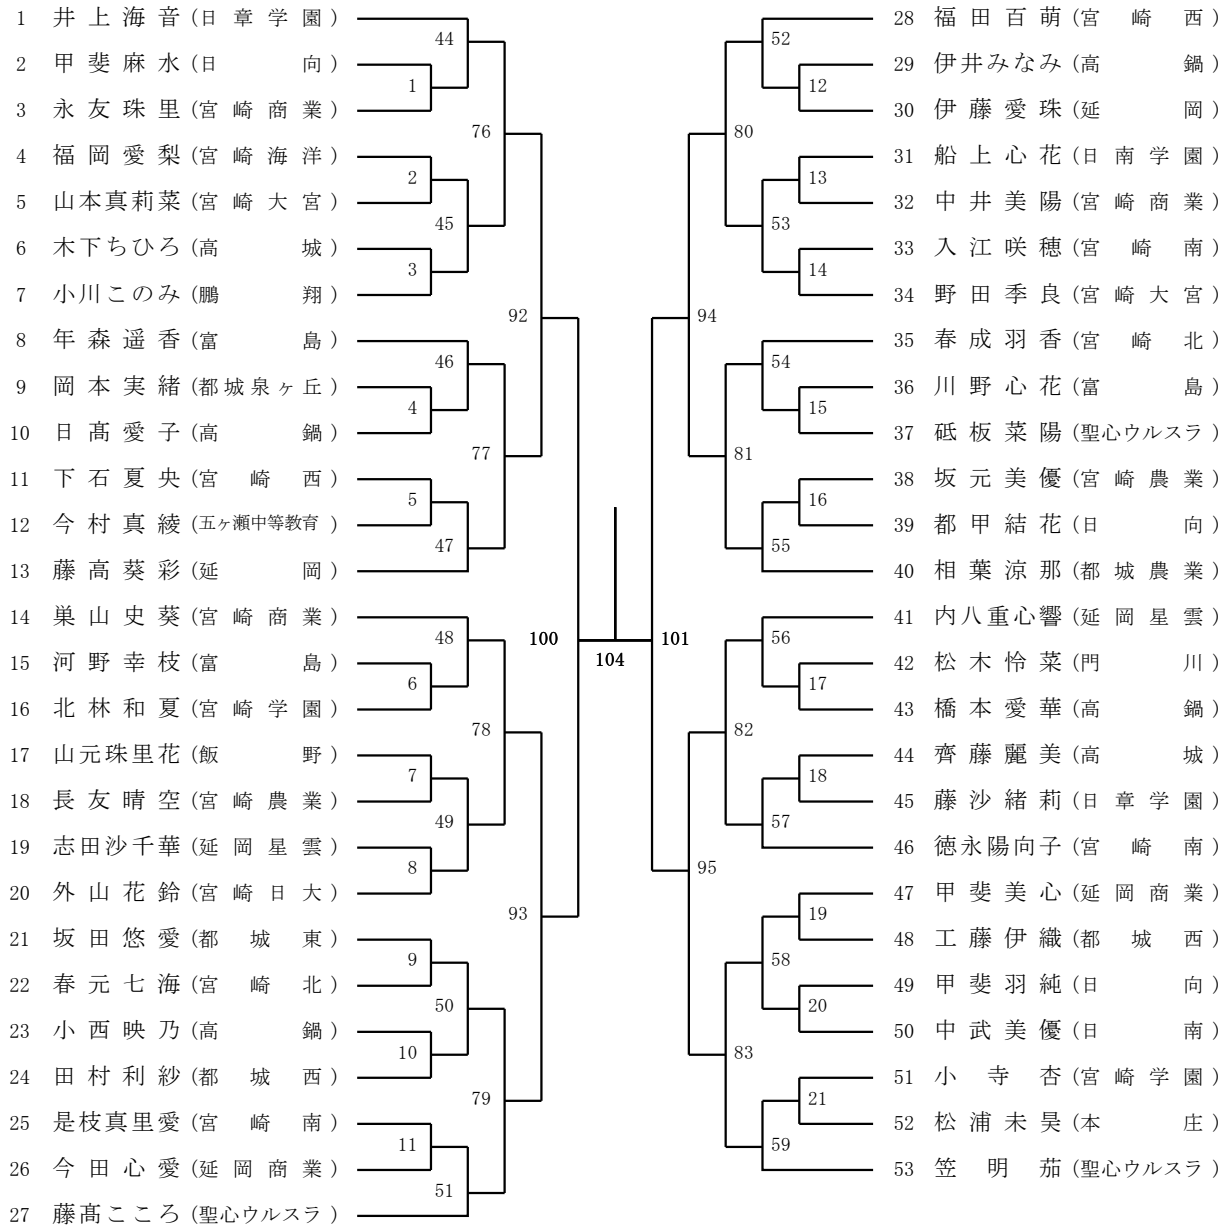 1 井上海音 (日章学園)
2 甲斐麻水 (日向)
3 永友珠里 (宮崎商業)
4 福岡愛梨 (宮崎海洋)
5 山本真莉菜 (宮崎大宮)
6 木下ちひろ (高城)
7 小川このみ (鵬翔)
8 年森遥香 (富島)
9 岡本実緒 (都城泉ヶ丘)
10 日髙愛子 (高鍋)
11 下石夏央 (宮崎西)
12 今村真綾 (五ヶ瀬中等教育)
13 藤高葵彩 (延岡)
14 巣山史葵 (宮崎商業)
15 河野幸枝 (富島)
16 北林和夏 (宮崎学園)
17 山元珠里花 (飯野)
18 長友晴空 (宮崎農業)
19 志田沙千華 (延岡星雲)
20 外山花鈴 (宮崎日大)
21 坂田悠愛 (都城東)
22 春元七海 (宮崎北)
23 小西映乃 (高鍋)
24 田村利紗 (都城西)
25 是枝真里愛 (宮崎南)
26 今田心愛 (延岡商業)
27 藤髙こころ (聖心ウルスラ)
44
1
2
45
3
46
4
5
47
48
6
7
49
8
9
50
10
11
51
76
77
78
79
92
93
100
104
101
94
95
80
81
82
83
52
12
13
53
14
54
15
16
55
56
17
18
57
19
58
20
21
59
28 福田百萌 (宮崎西)
29 伊井みなみ (高鍋)
30 伊藤愛珠 (延岡)
31 船上心花 (日南学園)
32 中井美陽 (宮崎商業)
33 入江咲穂 (宮崎南)
34 野田季良 (宮崎大宮)
35 春成羽香 (宮崎北)
36 川野心花 (富島)
37 砥板菜陽 (聖心ウルスラ)
38 坂元美優 (宮崎農業)
39 都甲結花 (日向)
40 相葉涼那 (都城農業)
41 内八重心響 (延岡星雲)
42 松木怜菜 (門川)
43 橋本愛華 (高鍋)
44 齊藤麗美 (高城)
45 藤沙緒莉 (日章学園)
46 徳永陽向子 (宮崎南)
47 甲斐美心 (延岡商業)
48 工藤伊織 (都城西)
49 甲斐羽純 (日向)
50 中武美優 (日南)
51 小寺杏 (宮崎学園)
52 松浦未昊 (本庄)
53 笠明茄 (聖心ウルスラ)